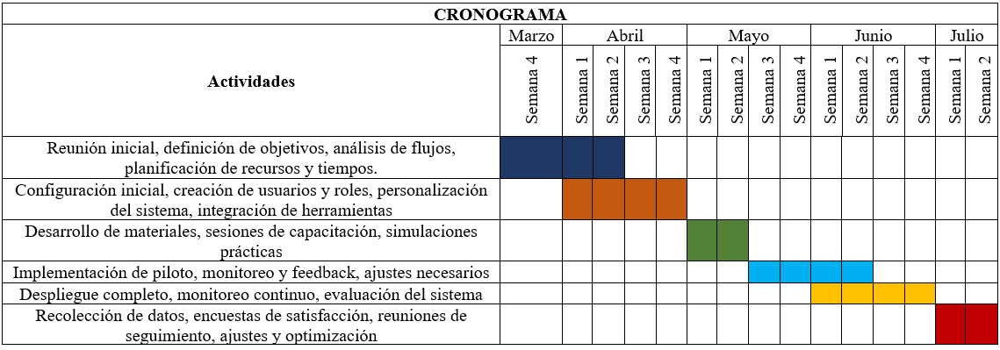 CRONOGRAMA
Actividades
Marzo Abril Mayo Junio Julio
Semana 4 Semana 1 Semana 2 Semana 3 Semana 4 Semana 1 Semana 2 Semana 3 Semana 4 Semana 1 Semana 2 Semana 3 Semana 4 Semana 1 Semana 2
Reunión inicial, definición de objetivos, análisis de flujos,
planificación de recursos y tiempos.
Configuración inicial, creación de usuarios y roles, personalización
del sistema, integración de herramientas
Desarrollo de materiales, sesiones de capacitación, simulaciones
prácticas
Implementación de piloto, monitoreo y feedback, ajustes necesarios
Despliegue completo, monitoreo continuo, evaluación del sistema
Recolección de datos, encuestas de satisfacción, reuniones de
seguimiento, ajustes y optimización